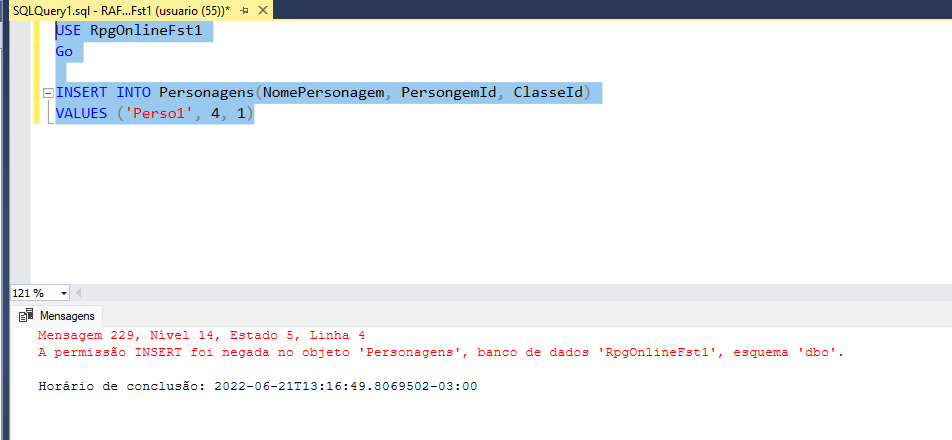 SQLQuery1.sql - RAF...Fst1 (usuario (55))*
USE RpgOnlineFst1
Go
INSERT INTO Personagens(NomePersonagem, PersongemId, ClasseId)
VALUES ('Perso1', 4, 1)
121 %
Mensagens
Mensagem 229, Nível 14, Estado 5, Linha 4
A permissão INSERT foi negada no objeto 'Personagens', banco de dados 'RpgOnlineFst1', esquema 'dbo'.
Horário de conclusão: 2022-06-21T13:16:49.8069502-03:00